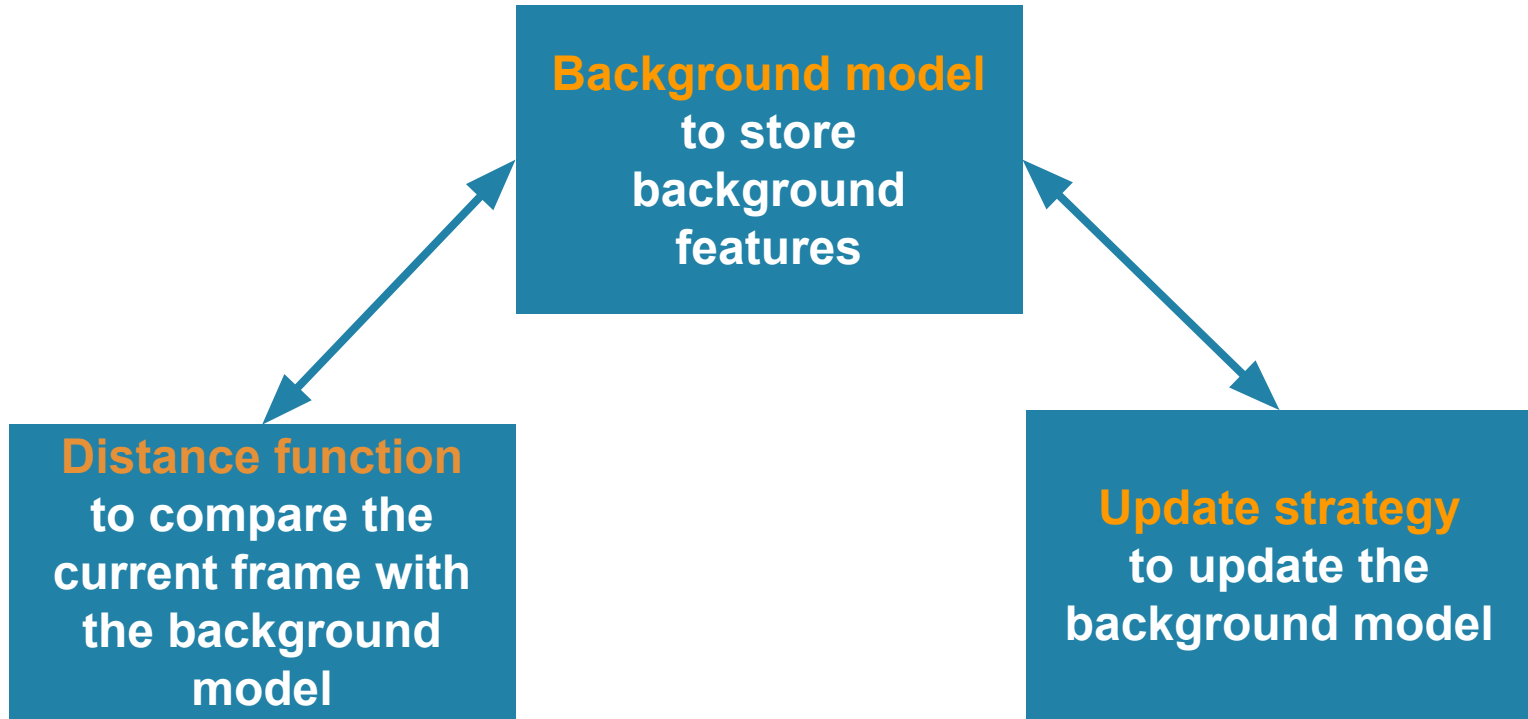 Background model
to store
background
features
Distance function
to compare the
current frame with
the background
model
Update strategy
to update the
background model